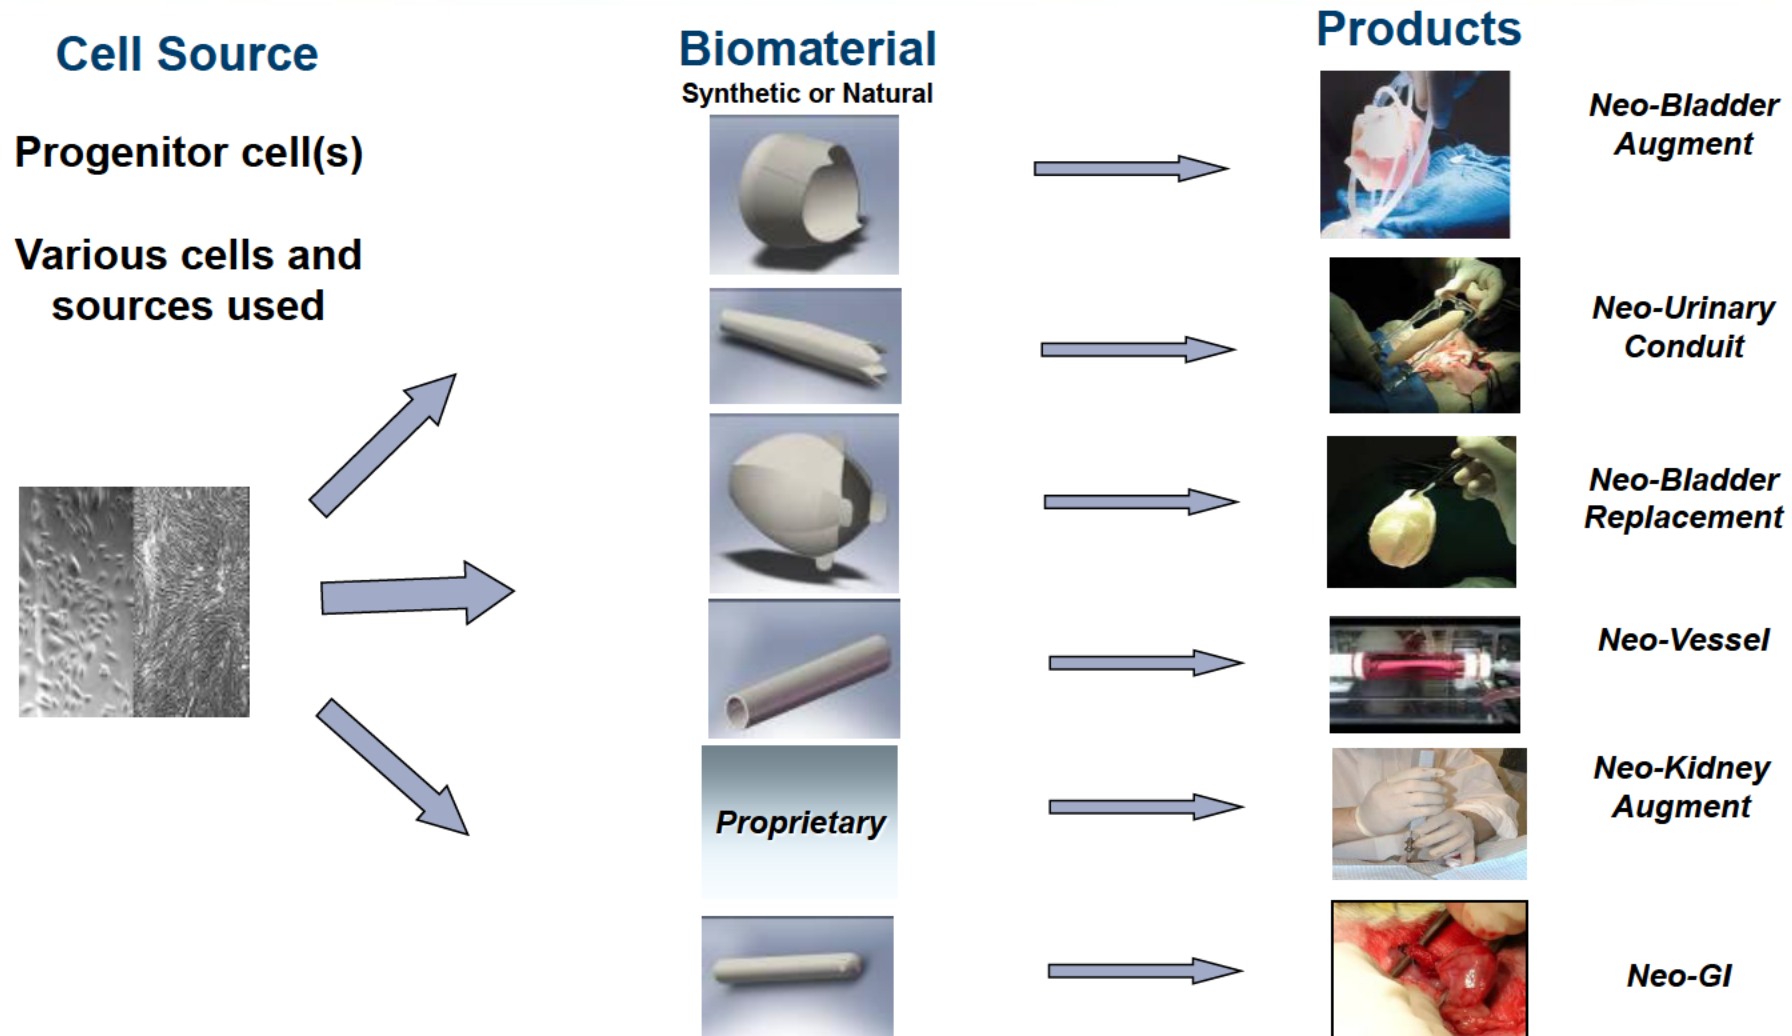 Cell Source
Progenitor cell(s)
Various cells and
sources used
Biomaterial
Synthetic or Natural
Proprietary
Products
Neo-Bladder
Augment
Neo-Urinary
Conduit
Neo-Bladder
Replacement
Neo-Vessel
Neo-Kidney
Augment
Neo-GI